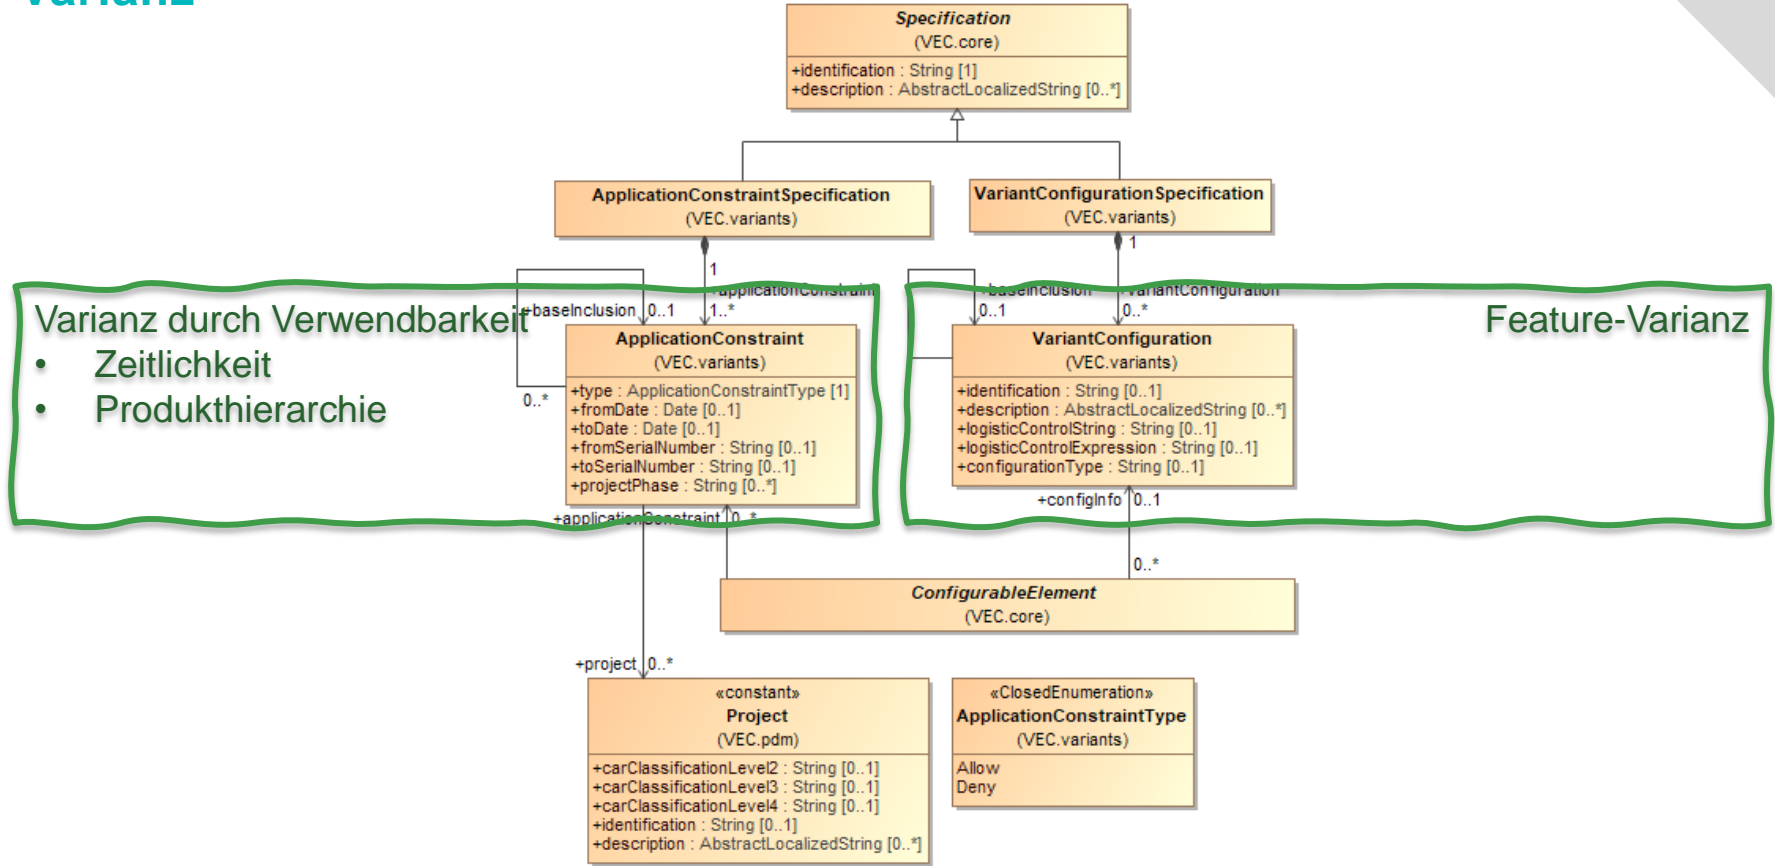 Varianz
Specification
(VEC.core)
+identification : String [1]
+description : AbstractLocalizedString [0..*]
ApplicationConstraintSpecification
(VEC.variants)
VariantConfigurationSpecification
(VEC.variants)
1
1
+applicationConstraint
+baseInclusion
+variantConfiguration
+baseInclusion
0..1
1..*
0..1
0..*
Varianz durch Verwendbarkeit
• Zeitlichkeit
• Produkthierarchie
Feature-Varianz
ApplicationConstraint
(VEC.variants)
+type : ApplicationConstraintType [1]
+fromDate : Date [0..1]
+toDate : Date [0..1]
+fromSerialNumber : String [0..1]
+toSerialNumber : String [0..1]
+projectPhase : String [0..*]
0..*
VariantConfiguration
(VEC.variants)
+identification : String [0..1]
+description : AbstractLocalizedString [0..*]
+logisticControlString : String [0..1]
+logisticControlExpression : String [0..1]
+configurationType : String [0..1]
+configInfo
0..1
+applicationConstraint
0..*
0..*
ConfigurableElement
(VEC.core)
+project
0..*
«constant»
Project
(VEC.pdm)
+carClassificationLevel2 : String [0..1]
+carClassificationLevel3 : String [0..1]
+carClassificationLevel4 : String [0..1]
+identification : String [0..1]
+description : AbstractLocalizedString [0..*]
«ClosedEnumeration»
ApplicationConstraintType
(VEC.variants)
Allow
Deny